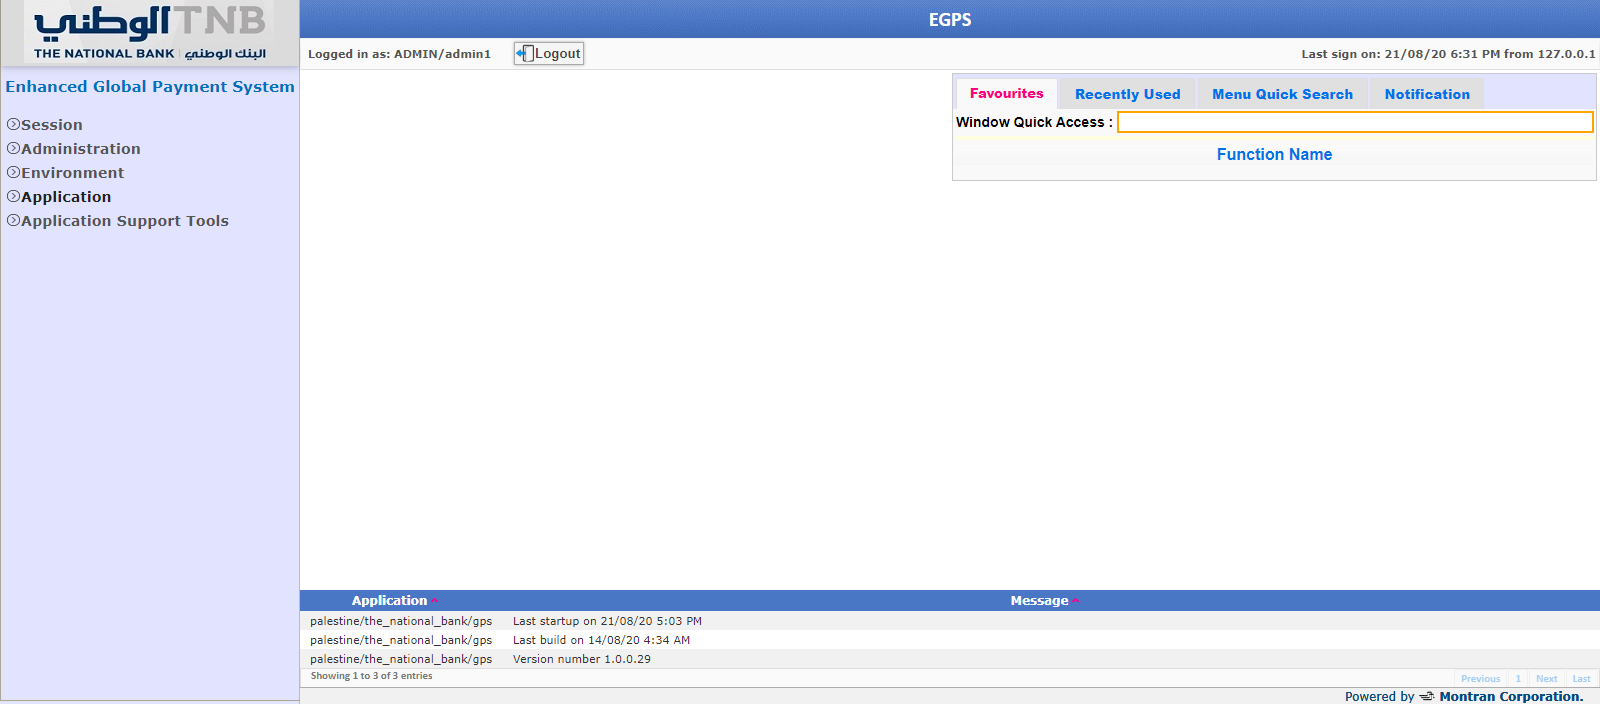 الوطني TNB
THE NATIONAL BANK | البنك الوطني
EGPS
Logged in as: ADMIN/admin1
Logout
Last sign on: 21/08/20 6:31 PM from 127.0.0.1
Enhanced Global Payment System
Session
Administration
Environment
Application
Application Support Tools
Favourites Recently Used Menu Quick Search Notification
Window Quick Access :
Function Name
Application Message
palestine/the_national_bank/gps Last startup on 21/08/20 5:03 PM
palestine/the_national_bank/gps Last build on 14/08/20 4:34 AM
palestine/the_national_bank/gps Version number 1.0.0.29
Showing 1 to 3 of 3 entries
Previous 1 Next Last
Powered by Montran Corporation.